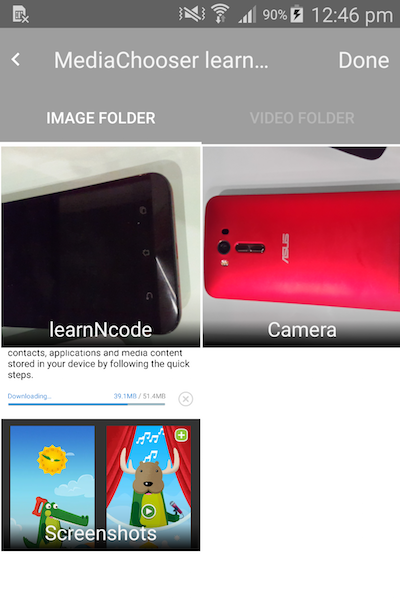 90% 12:46 pm
MediaChooser learn... Done
IMAGE FOLDER VIDEO FOLDER
ASUS
learnNcode Camera
contacts, applications and media content
stored in your device by following the quick
steps.
Downloading... 39.1MB / 51.4MB
Screenshots